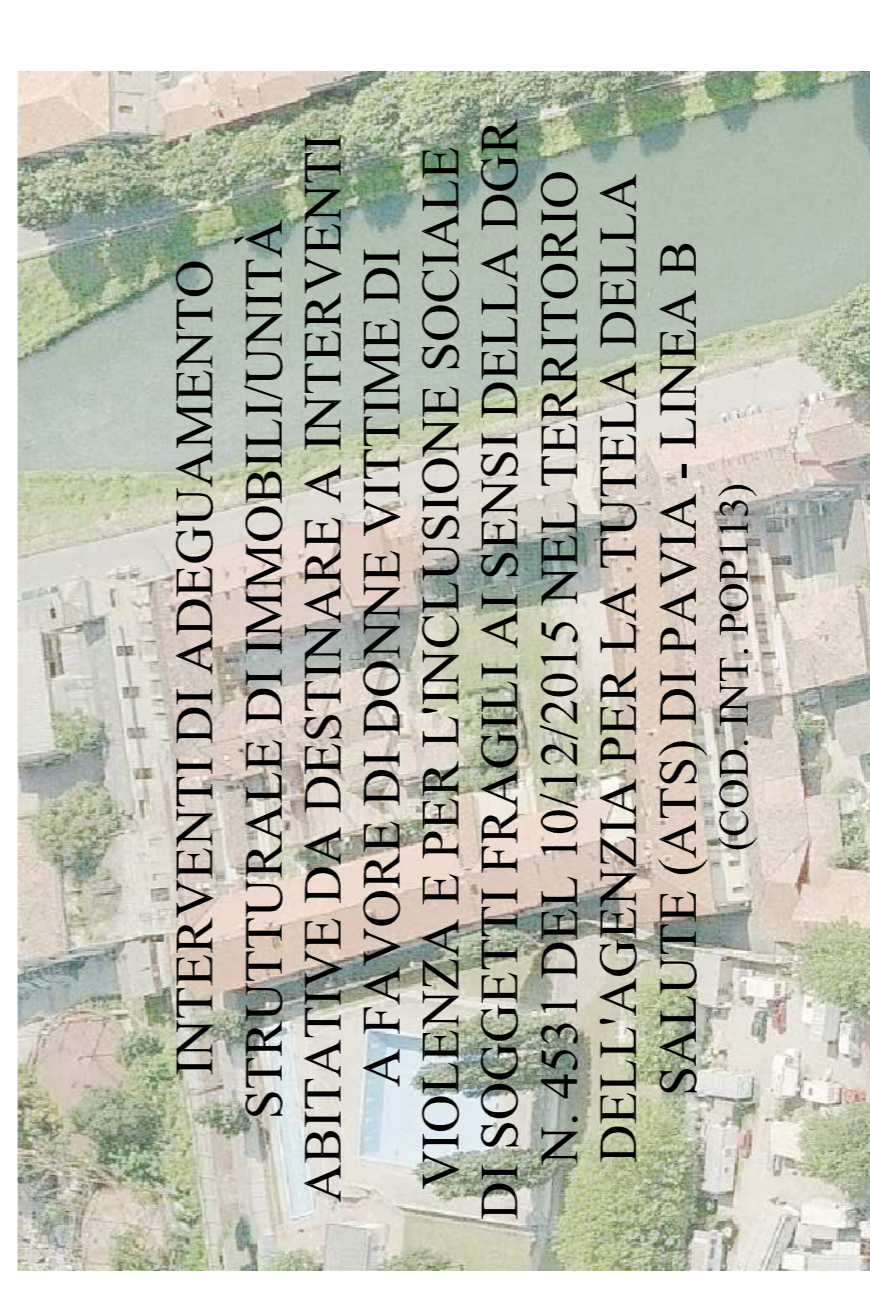 INTERVENTI DI ADEGUAMENTO
STRUTTURALE DI IMMOBILI/UNITÀ
ABITATIVE DA DESTINARE A INTERVENTI
A FAVORE DI DONNE VITTIME DI
VIOLENZA E PER L'INCLUSIONE SOCIALE
DI SOGGETTI FRAGILI AI SENSI DELLA DGR
N. 4531 DEL 10/12/2015 NEL TERRITORIO
DELL'AGENZIA PER LA TUTELA DELLA
SALUTE (ATS) DI PAVIA - LINEA B
(COD. INT. POP113)